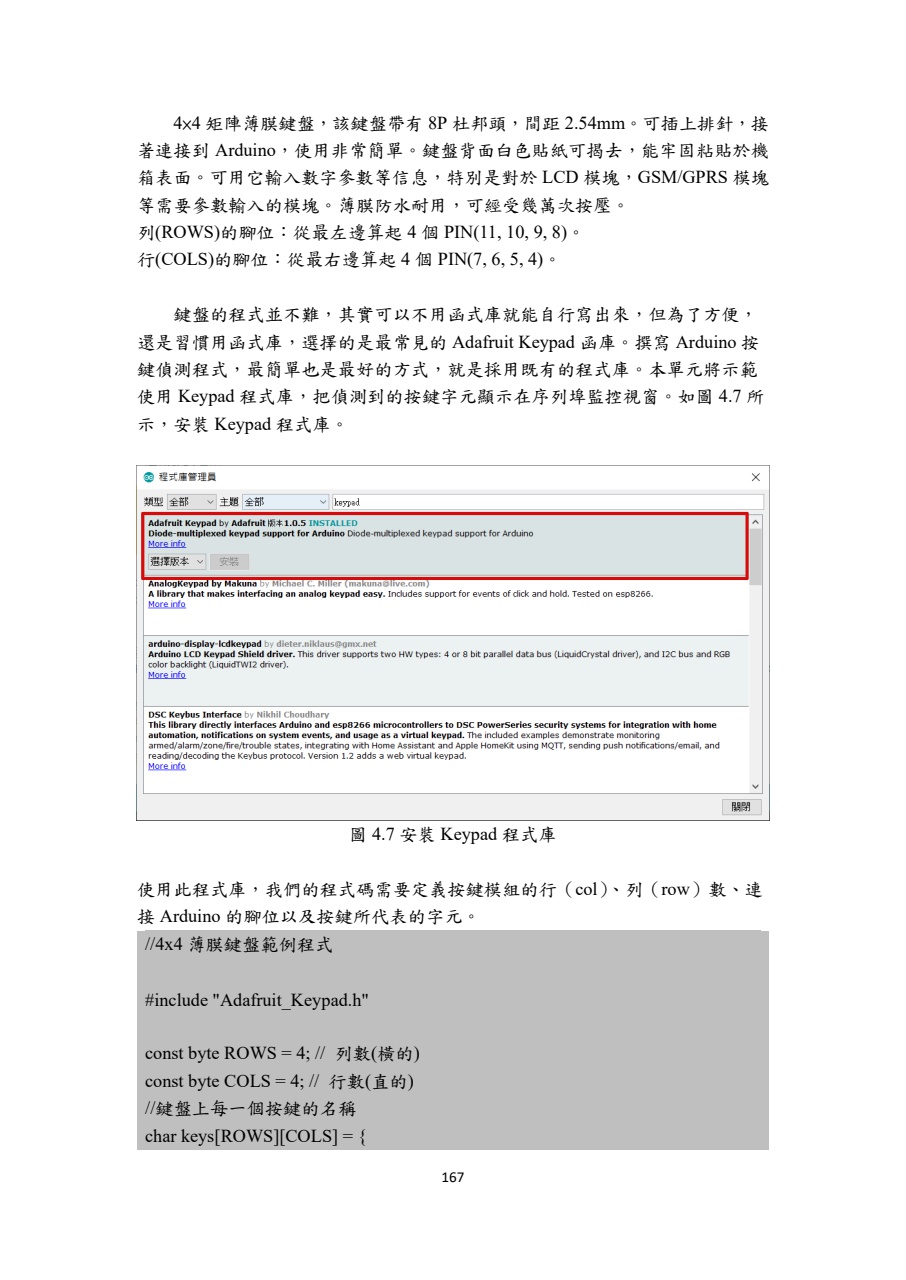 4×4 矩陣薄膜鍵盤，該鍵盤帶有 8P 杜邦頭，間距 2.54mm。可插上排針，接
著連接到 Arduino，使用非常簡單。鍵盤背面白色貼紙可揭去，能牢固粘貼於機
箱表面。可用它輸入數字參數等信息，特別是對於 LCD 模塊，GSM/GPRS 模塊
等需要參數輸入的模塊。薄膜防水耐用，可經受幾萬次按壓。
列(ROWS)的腳位：從最左邊算起 4 個 PIN(11, 10, 9, 8)。
行(COLS)的腳位：從最右邊算起 4 個 PIN(7, 6, 5, 4)。
鍵盤的程式並不難，其實可以不用函式庫就能自行寫出來，但為了方便，
還是習慣用函式庫，選擇的是最常見的 Adafruit Keypad 函庫。撰寫 Arduino 按
鍵偵測程式，最簡單也是最好的方式，就是採用既有的程式庫。本單元將示範
使用 Keypad 程式庫，把偵測到的按鍵字元顯示在序列埠監控視窗。如圖 4.7 所
示，安裝 Keypad 程式庫。
程式庫管理員
類型 全部 主題 全部 keypad
Adafruit Keypad by Adafruit 版本 1.0.5 INSTALLED
Diode-multiplexed keypad support for Arduino Diode-multiplexed keypad support for Arduino
More info
選擇版本 安裝
AnalogKeypad by Makuna by Michael C. Miller (makuna@live.com)
A library that makes interfacing an analog keypad easy. Includes support for events of click and hold. Tested on esp8266.
More info
arduino-display-lcdkeypad by dieter.niklaus@gmx.net
Arduino LCD Keypad Shield driver. This driver supports two HW types: 4 or 8 bit parallel data bus (LiquidCrystal driver), and I2C bus and RGB
color backlight (LiquidTWI2 driver).
More info
DSC Keybus Interface by Nikhil Choudhary
This library directly interfaces Arduino and esp8266 microcontrollers to DSC PowerSeries security systems for integration with home
automation, notifications on system events, and usage as a virtual keypad. The included examples demonstrate monitoring
armed/alarm/zone/fire/trouble states, integrating with Home Assistant and Apple HomeKit using MQTT, sending push notifications/email, and
reading/decoding the Keybus protocol. Version 1.2 adds a web virtual keypad.
More info
關閉
圖 4.7 安裝 Keypad 程式庫
使用此程式庫，我們的程式碼需要定義按鍵模組的行（col）、列（row）數、連
接 Arduino 的腳位以及按鍵所代表的字元。
//4x4 薄膜鍵盤範例程式
#include "Adafruit_Keypad.h"
const byte ROWS = 4; // 列數(橫的)
const byte COLS = 4; // 行數(直的)
//鍵盤上每一個按鍵的名稱
char keys[ROWS][COLS] = {
167